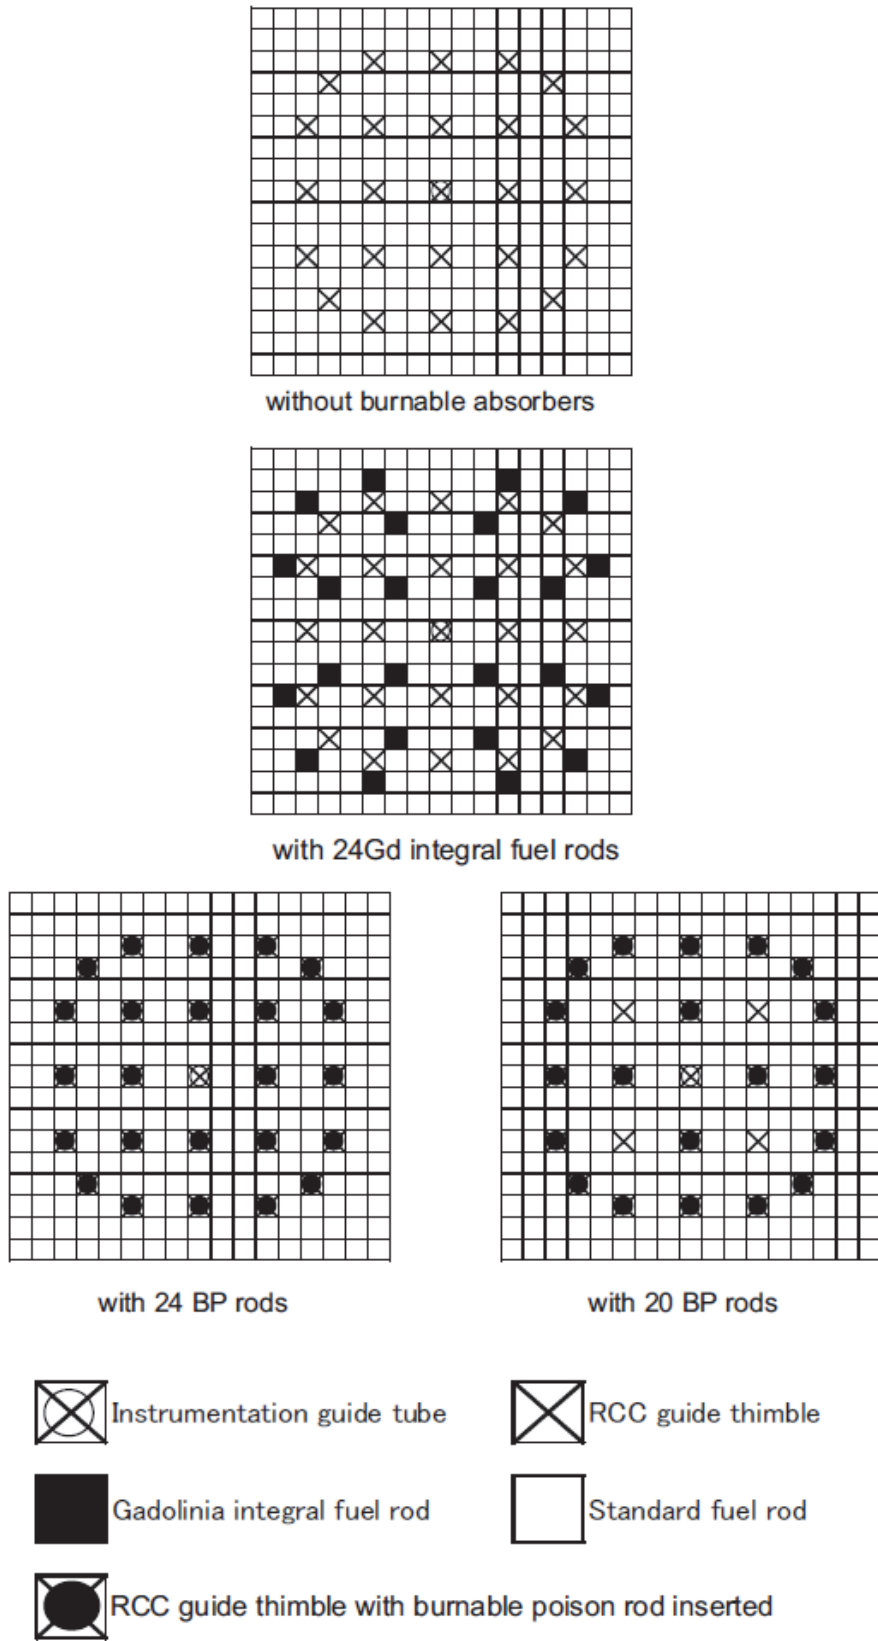 without burnable absorbers
with 24Gd integral fuel rods
with 24 BP rods
with 20 BP rods
Instrumentation guide tube
RCC guide thimble
Gadolinia integral fuel rod
Standard fuel rod
RCC guide thimble with burnable poison rod inserted